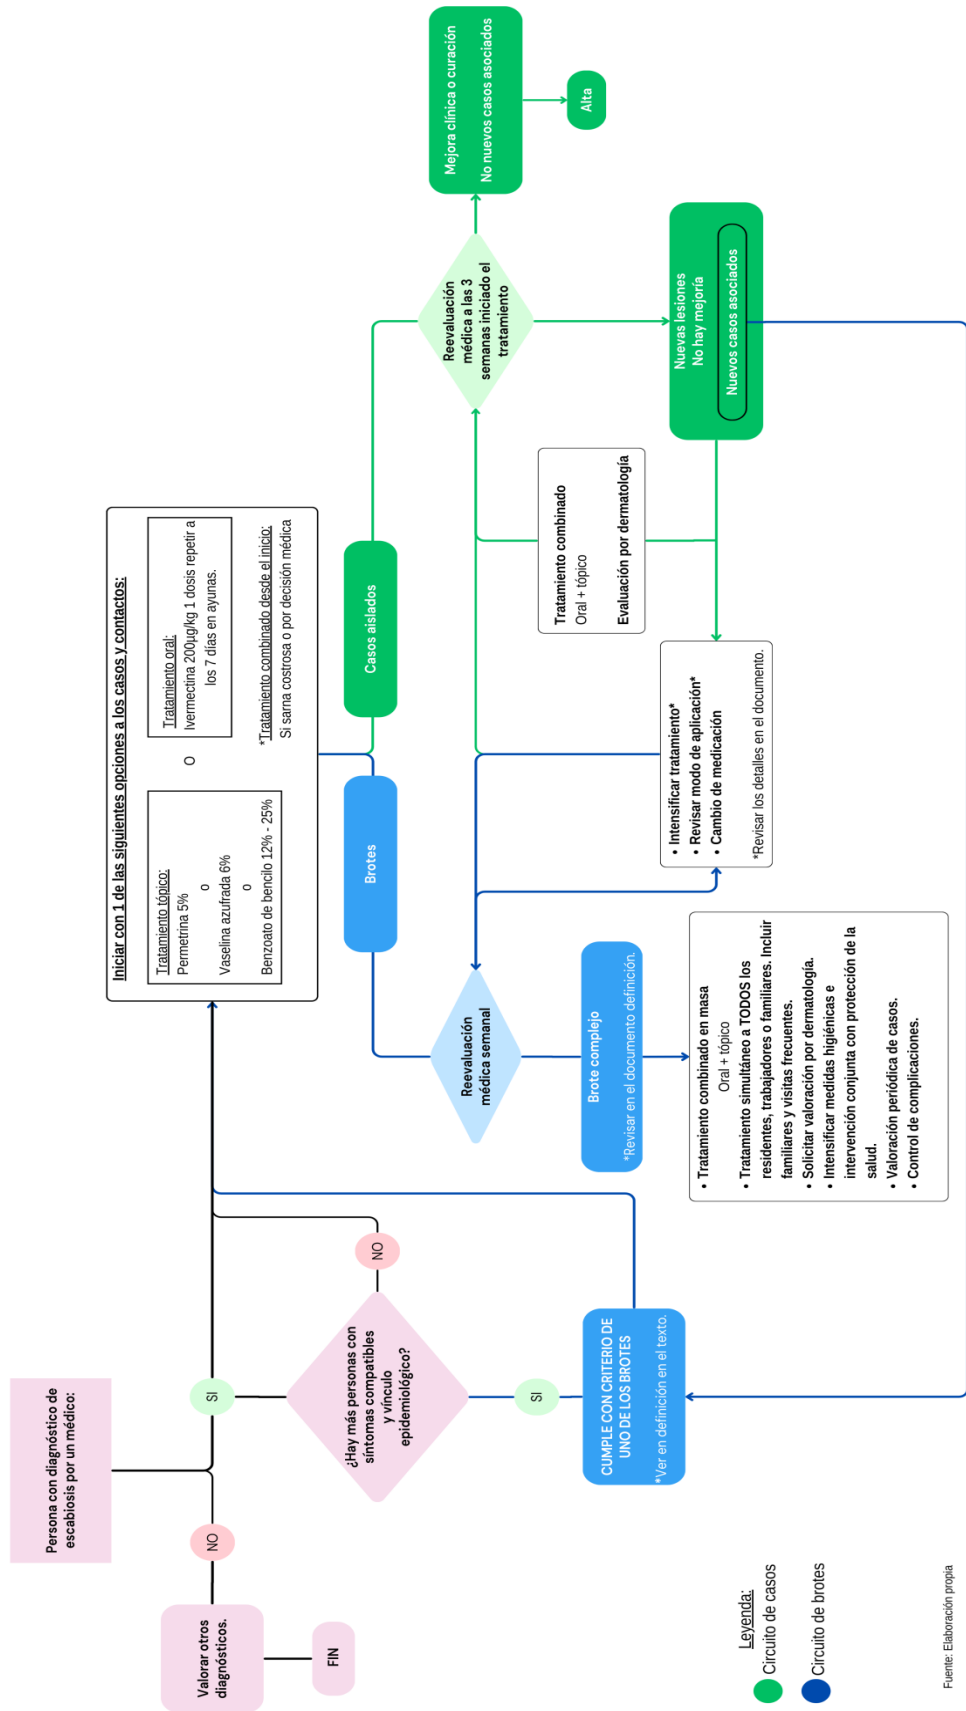 Persona con diagnóstico de
escabiosis por un médico:
NO
SI
Valorar otros
diagnósticos.
FIN
¿Hay más personas con
síntomas compatibles
y vínculo
epidemiológico?
NO
SI
CUMPLE CON CRITERIO DE
UNO DE LOS BROTES
*Ver en definición en el texto.
Iniciar con 1 de las siguientes opciones a los casos y contactos:
Tratamiento tópico:
Permetrina 5%
o
Vaselina azufrada 6%
o
Benzoato de bencilo 12% - 25%
O
Tratamiento oral:
Ivermectina 200µg/kg 1 dosis repetir a
los 7 días en ayunas.
*Tratamiento combinado desde el inicio:
Si sarna costrosa o por decisión médica
Brotes
Casos aislados
Reevaluación
médica semanal
Brote complejo
*Revisar en el documento definición.
• Tratamiento combinado en masa
Oral + tópico
• Tratamiento simultáneo a TODOS los
residentes, trabajadores o familiares. Incluir
familiares y visitas frecuentes.
• Solicitar valoración por dermatología.
• Intensificar medidas higiénicas e
intervención conjunta con protección de la
salud.
• Valoración periódica de casos.
• Control de complicaciones.
• Intensificar tratamiento*
• Revisar modo de aplicación*
• Cambio de medicación
*Revisar los detalles en el documento.
Tratamiento combinado
Oral + tópico
Evaluación por dermatología
Reevaluación
médica a las 3
semanas iniciado el
tratamiento
Mejora clínica o curación
No nuevos casos asociados
Alta
Nuevas lesiones
No hay mejoría
Nuevos casos asociados
Leyenda:
Circuito de casos
Circuito de brotes
Fuente: Elaboración propia